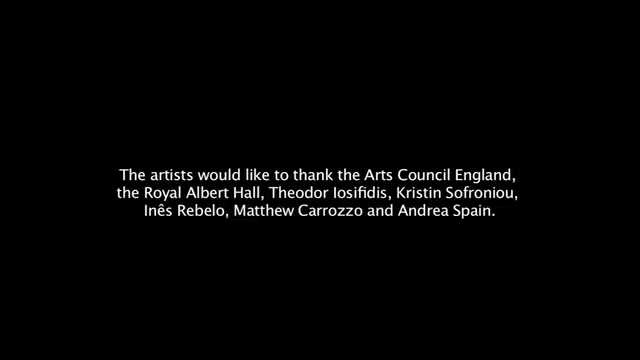 The artists would like to thank the Arts Council England,
the Royal Albert Hall, Theodor Iosifidis, Kristin Sofroniou,
Inês Rebelo, Matthew Carrozzo and Andrea Spain.